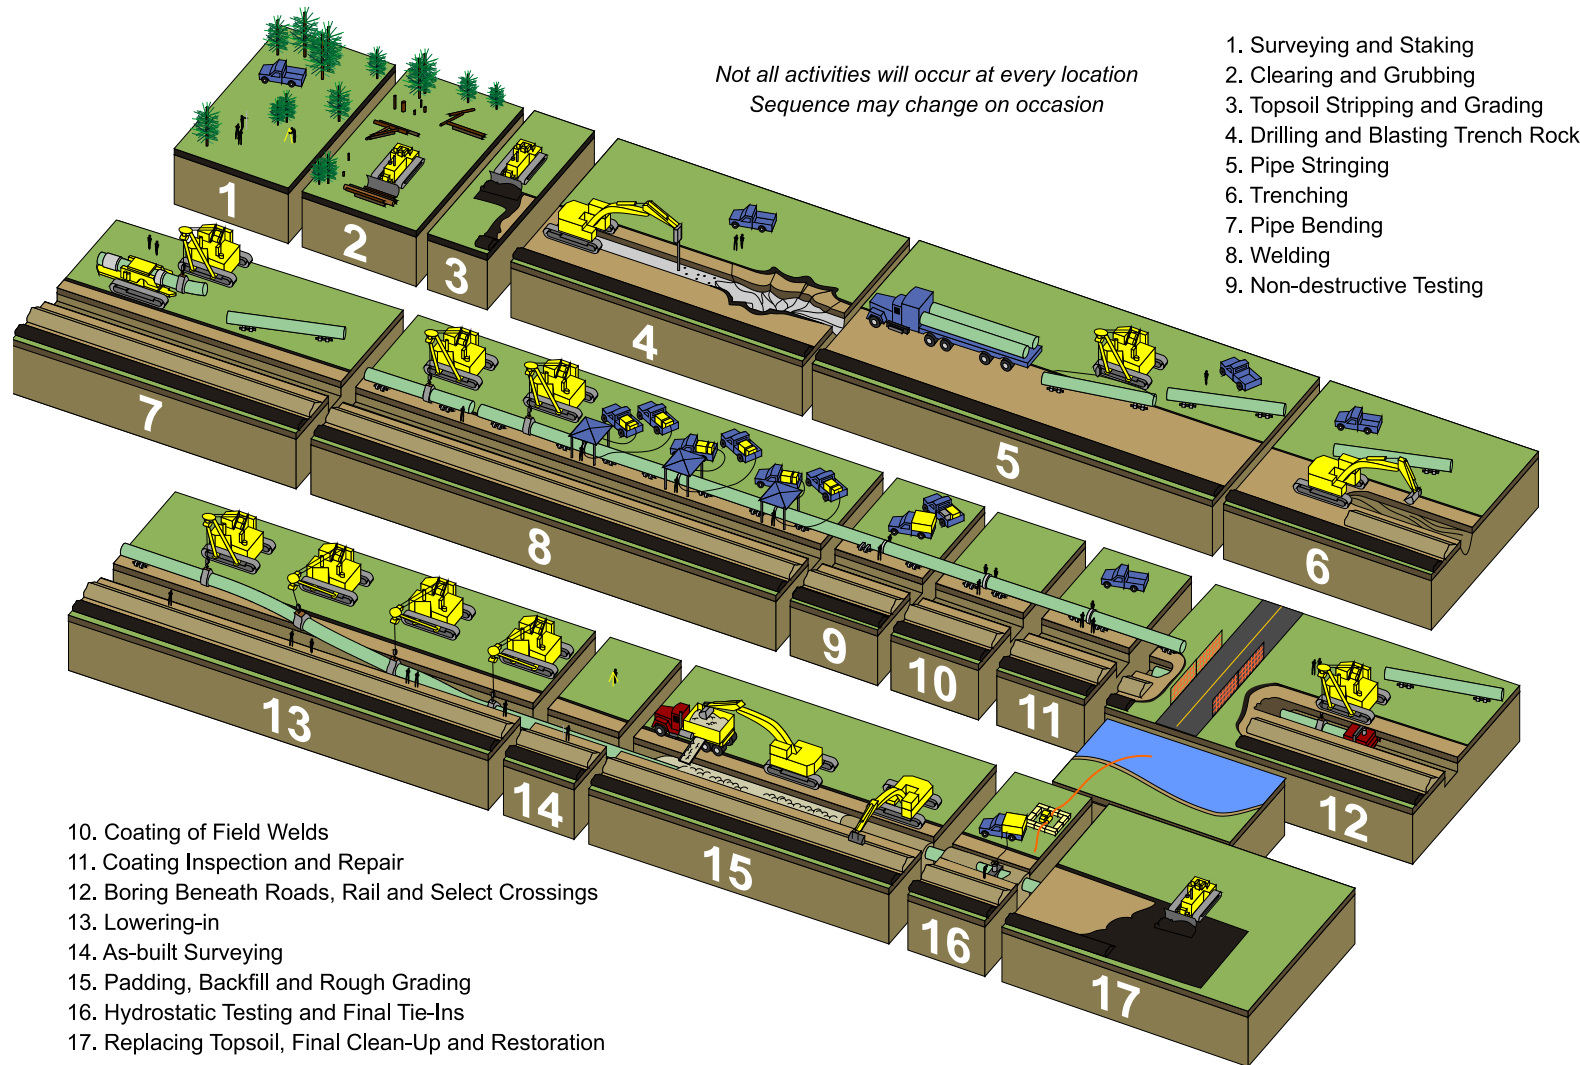 Not all activities will occur at every location
Sequence may change on occasion
1. Surveying and Staking
2. Clearing and Grubbing
3. Topsoil Stripping and Grading
4. Drilling and Blasting Trench Rock
5. Pipe Stringing
6. Trenching
7. Pipe Bending
8. Welding
9. Non-destructive Testing
1
2
3
4
5
6
7
8
9
10
11
12
13
14
15
16
17
10. Coating of Field Welds
11. Coating Inspection and Repair
12. Boring Beneath Roads, Rail and Select Crossings
13. Lowering-in
14. As-built Surveying
15. Padding, Backfill and Rough Grading
16. Hydrostatic Testing and Final Tie-Ins
17. Replacing Topsoil, Final Clean-Up and Restoration